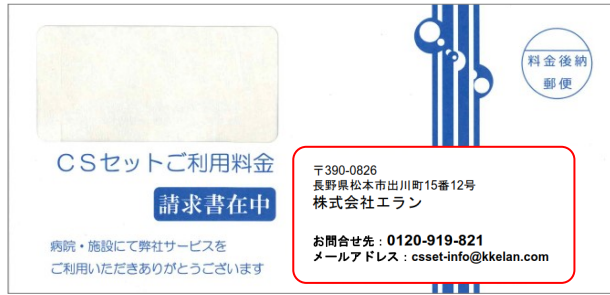 料金後納
郵便
CSセットご利用料金
請求書在中
病院・施設にて弊社サービスを
ご利用いただきありがとうございます
〒390-0826
長野県松本市出川町15番12号
株式会社エラン
お問合せ先：0120-919-821
メールアドレス：csset-info@kkelan.com